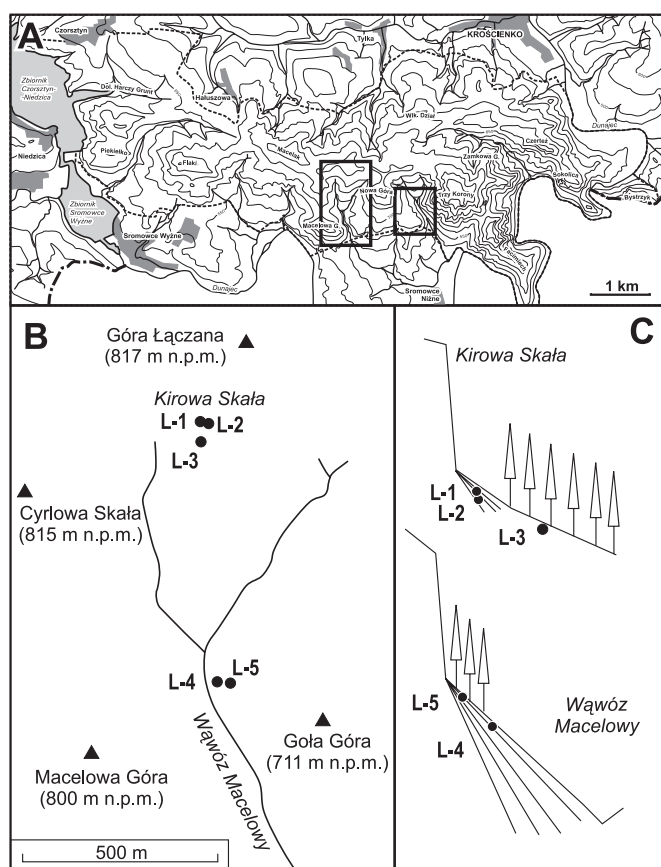 A
Czorsztyn
Tylka
KROŚCIENKO
Zbiornik
Czorsztyn-
Niedzica
Dol. Harczy Grunt
Hałuszowa
Wlk. Dział
Dunajec
Czertez
Niedzica
Piekiełko
Macelak
Flaki
Zamkowa G.
Sokolica
Nowa Góra
Trzy Korony
Bystrzyk
Zbiornik
Sromowce
Wyżne
Macelowa G.
Sromowce Wyżne
Dunajec
Sromowce
Niżne
1 km
B
Góra Łączana
(817 m n.p.m.)
Kirowa Skała
L-1
L-2
L-3
Cyrlowa Skała
(815 m n.p.m.)
L-4
L-5
Wąwóz Macelowy
Goła Góra
(711 m n.p.m.)
Macelowa Góra
(800 m n.p.m.)
500 m
C
Kirowa Skała
L-1
L-2
L-3
L-5
L-4
Wąwóz
Macelowy